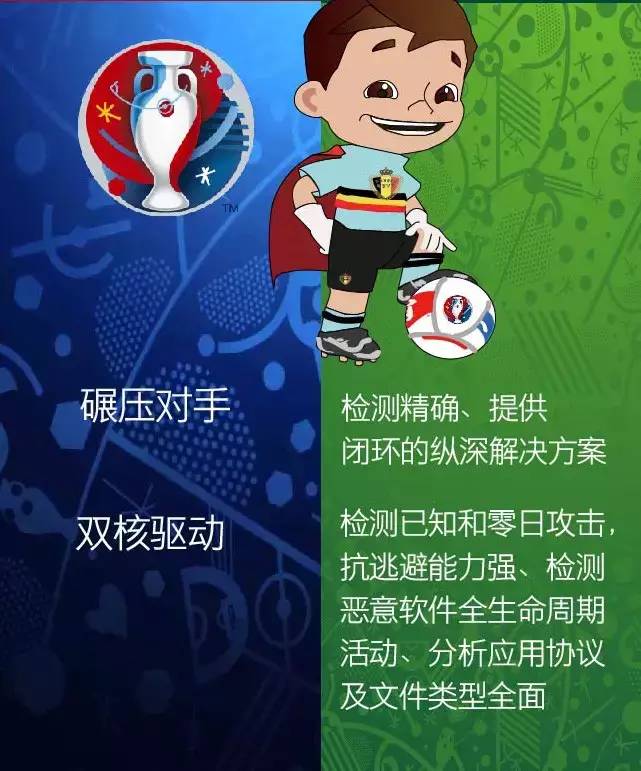 TM
碾压对手
检测精确、提供
闭环的纵深解决方案
双核驱动
检测已知和零日攻击，
抗逃避能力强、检测
恶意软件全生命周期
活动、分析应用协议
及文件类型全面